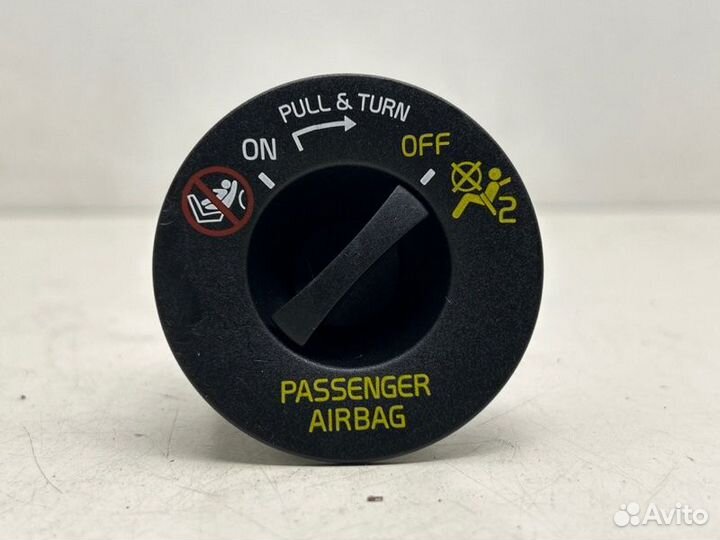 PULL & TURN
ON
OFF
2
PASSENGER
AIRBAG
Avito